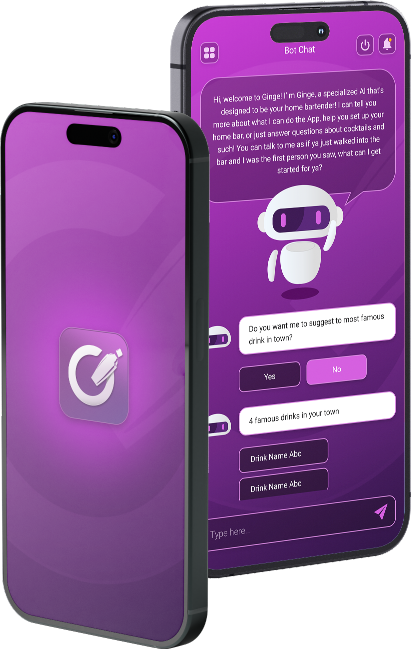 Bot Chat
Hi, welcome to Ginge! I'm Ginge, a specialized AI that's
designed to be your home bartender! I can tell you
more about what I can do the App, help you set up your
home bar, or just answer questions about cocktails and
such! You can talk to me as if ya just walked into the
bar and I was the first person you saw, what can I get
started for ya?
Do you want me to suggest to most famous
drink in town?
Yes
No
4 famous drinks in your town
Drink Name Abc
Drink Name Abc
Type here